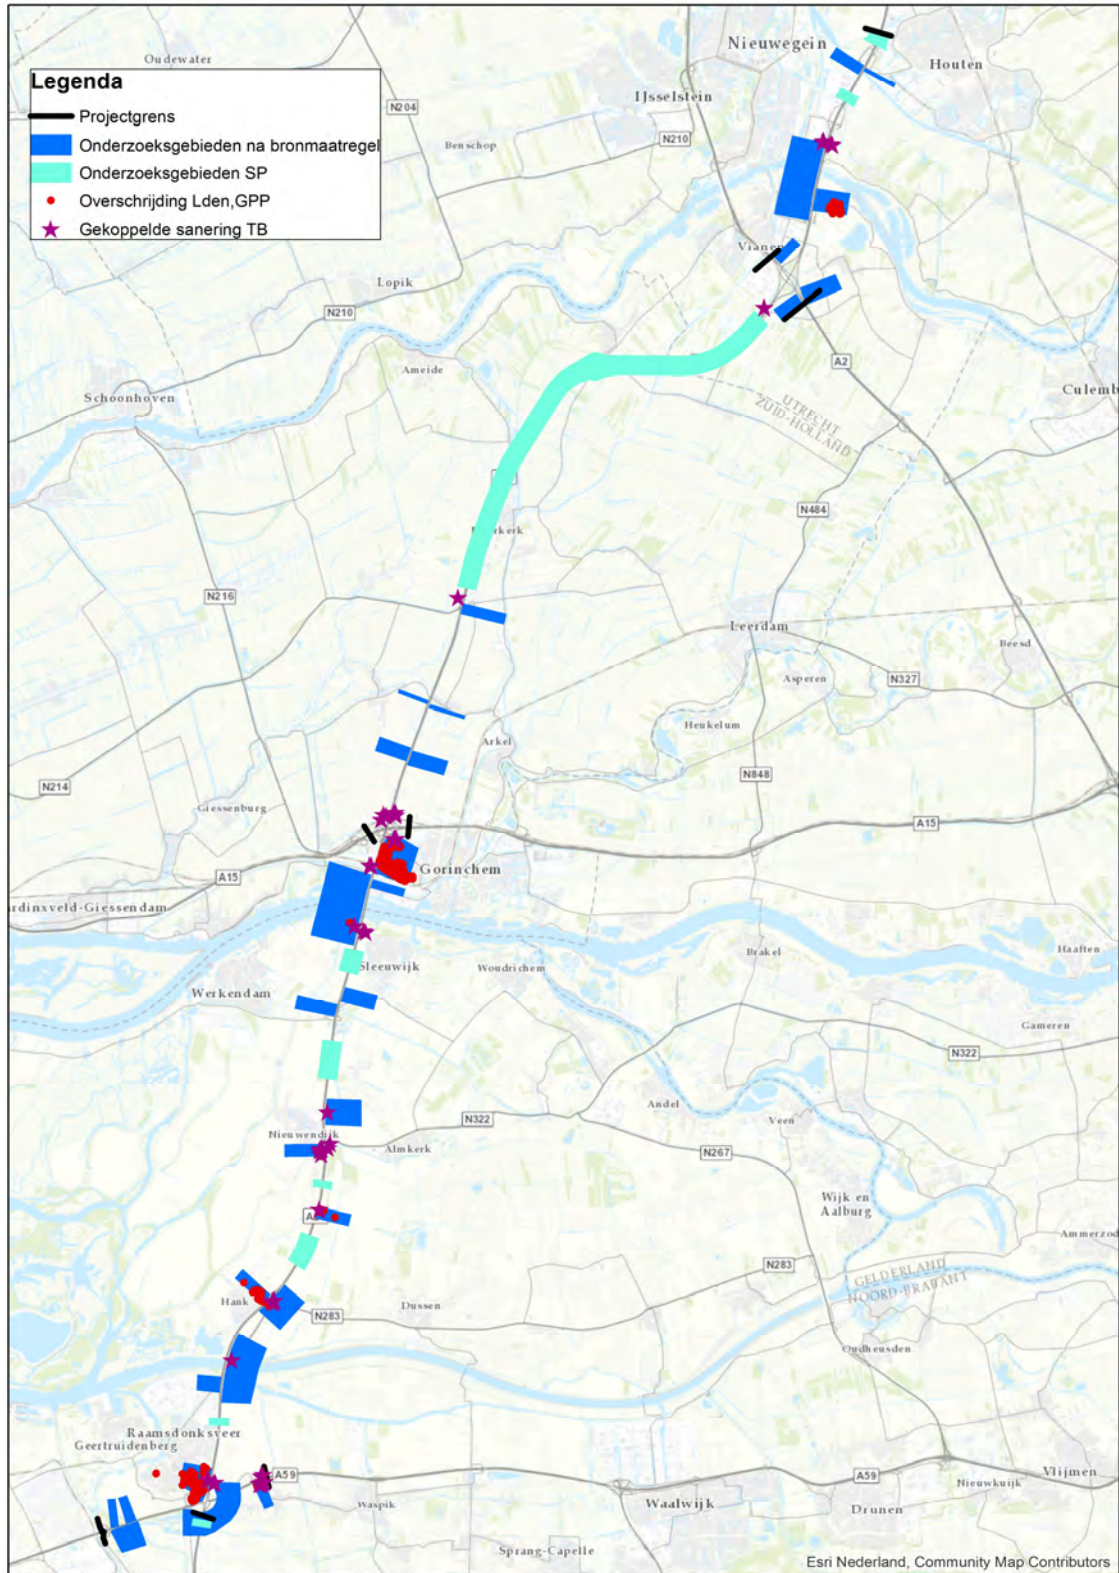 Oudewater
Nieuwegein
Houten
Legenda
Projectgrens
Onderzoeksgebieden na bronmaatregel
Onderzoeksgebieden SP
Overschrijding Lden,GPP
Gekoppelde sanering TB
IJsselstein
N204
N210
N210
Benschop
Vianen
Lopik
N210
Ameide
A2
Schoonhoven
Culemb
UTRECHT
ZUID-HOLLAND
N484
N216
Leerdam
Beesd
Asperen
N327
Heukelum
Arkel
N848
N214
Giessenburg
A15
Gorinchem
A15
ardinxveld-Giessendam
Sleeuwijk
Woudrichem
Brakel
Haaften
Werkendam
Gameren
N322
Andel
Veen
Nieuwendijk
N322
Almkerk
N267
Wijk en
Aalburg
Ammerzod
N283
GELDERLAND
NOORD-BRABANT
Hank
N283
Dussen
Oudheusden
Raamsdonksveer
Geertruidenberg
A59
A59
Nieuwkuijk
Vlijmen
Waspik
Waalwijk
Drunen
Sprang-Capelle
Esri Nederland, Community Map Contributors